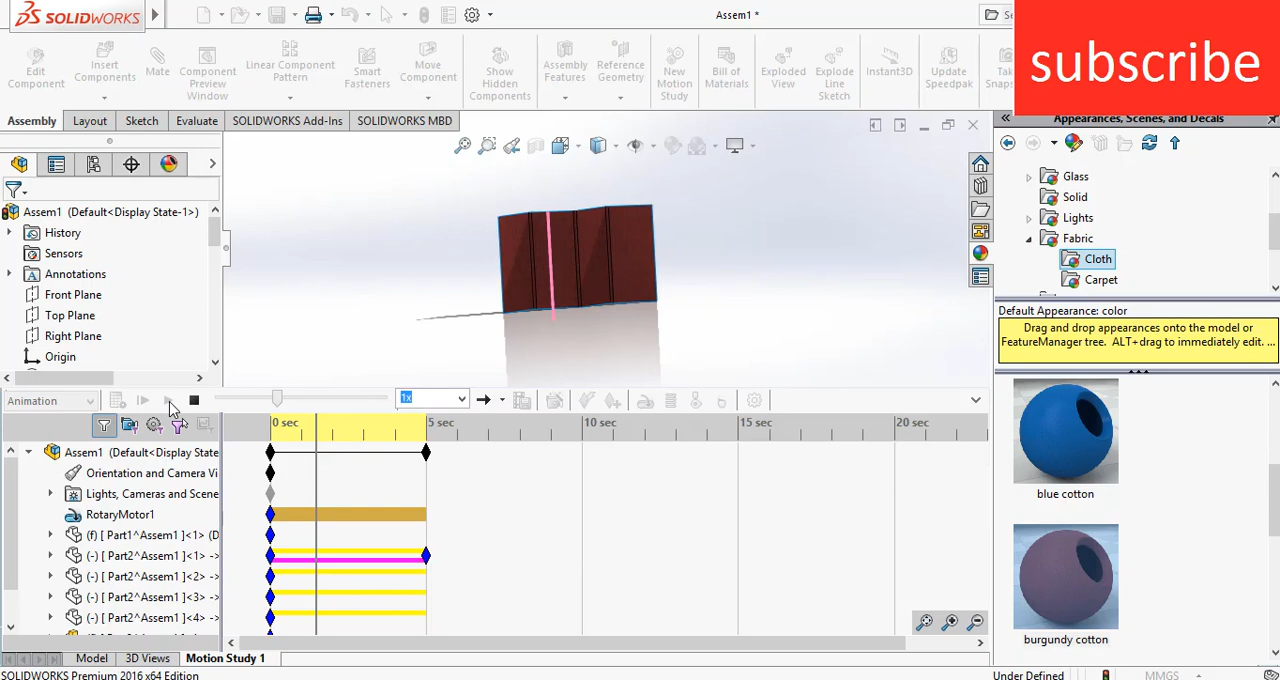 SOLIDWORKS
Assem1 *
subscribe
Edit Component
Insert Components
Mate
Component Preview Window
Linear Component Pattern
Smart Fasteners
Move Component
Show Hidden Components
Assembly Features
Reference Geometry
New Motion Study
Bill of Materials
Exploded View
Explode Line Sketch
Instant3D
Update Speedpak
Assembly
Layout
Sketch
Evaluate
SOLIDWORKS Add-Ins
SOLIDWORKS MBD
Appearances, Scenes, and Decals
Assem1 (Default<Display State-1>)
History
Sensors
Annotations
Front Plane
Top Plane
Right Plane
Origin
Glass
Solid
Lights
Fabric
Cloth
Carpet
Default Appearance: color
Drag and drop appearances onto the model or
FeatureManager tree. ALT+drag to immediately edit. ...
blue cotton
burgundy cotton
Animation
1x
0 sec
5 sec
10 sec
15 sec
20 sec
Assem1 (Default<Display State
Orientation and Camera Vi
Lights, Cameras and Scene
RotaryMotor1
(f) [ Part1^Assem1 ]<1> (D
(-) [ Part2^Assem1 ]<1> ->
(-) [ Part2^Assem1 ]<2> ->
(-) [ Part2^Assem1 ]<3> ->
(-) [ Part2^Assem1 ]<4> ->
Model
3D Views
Motion Study 1
SOLIDWORKS Premium 2016 x64 Edition
Under Defined
MMGS